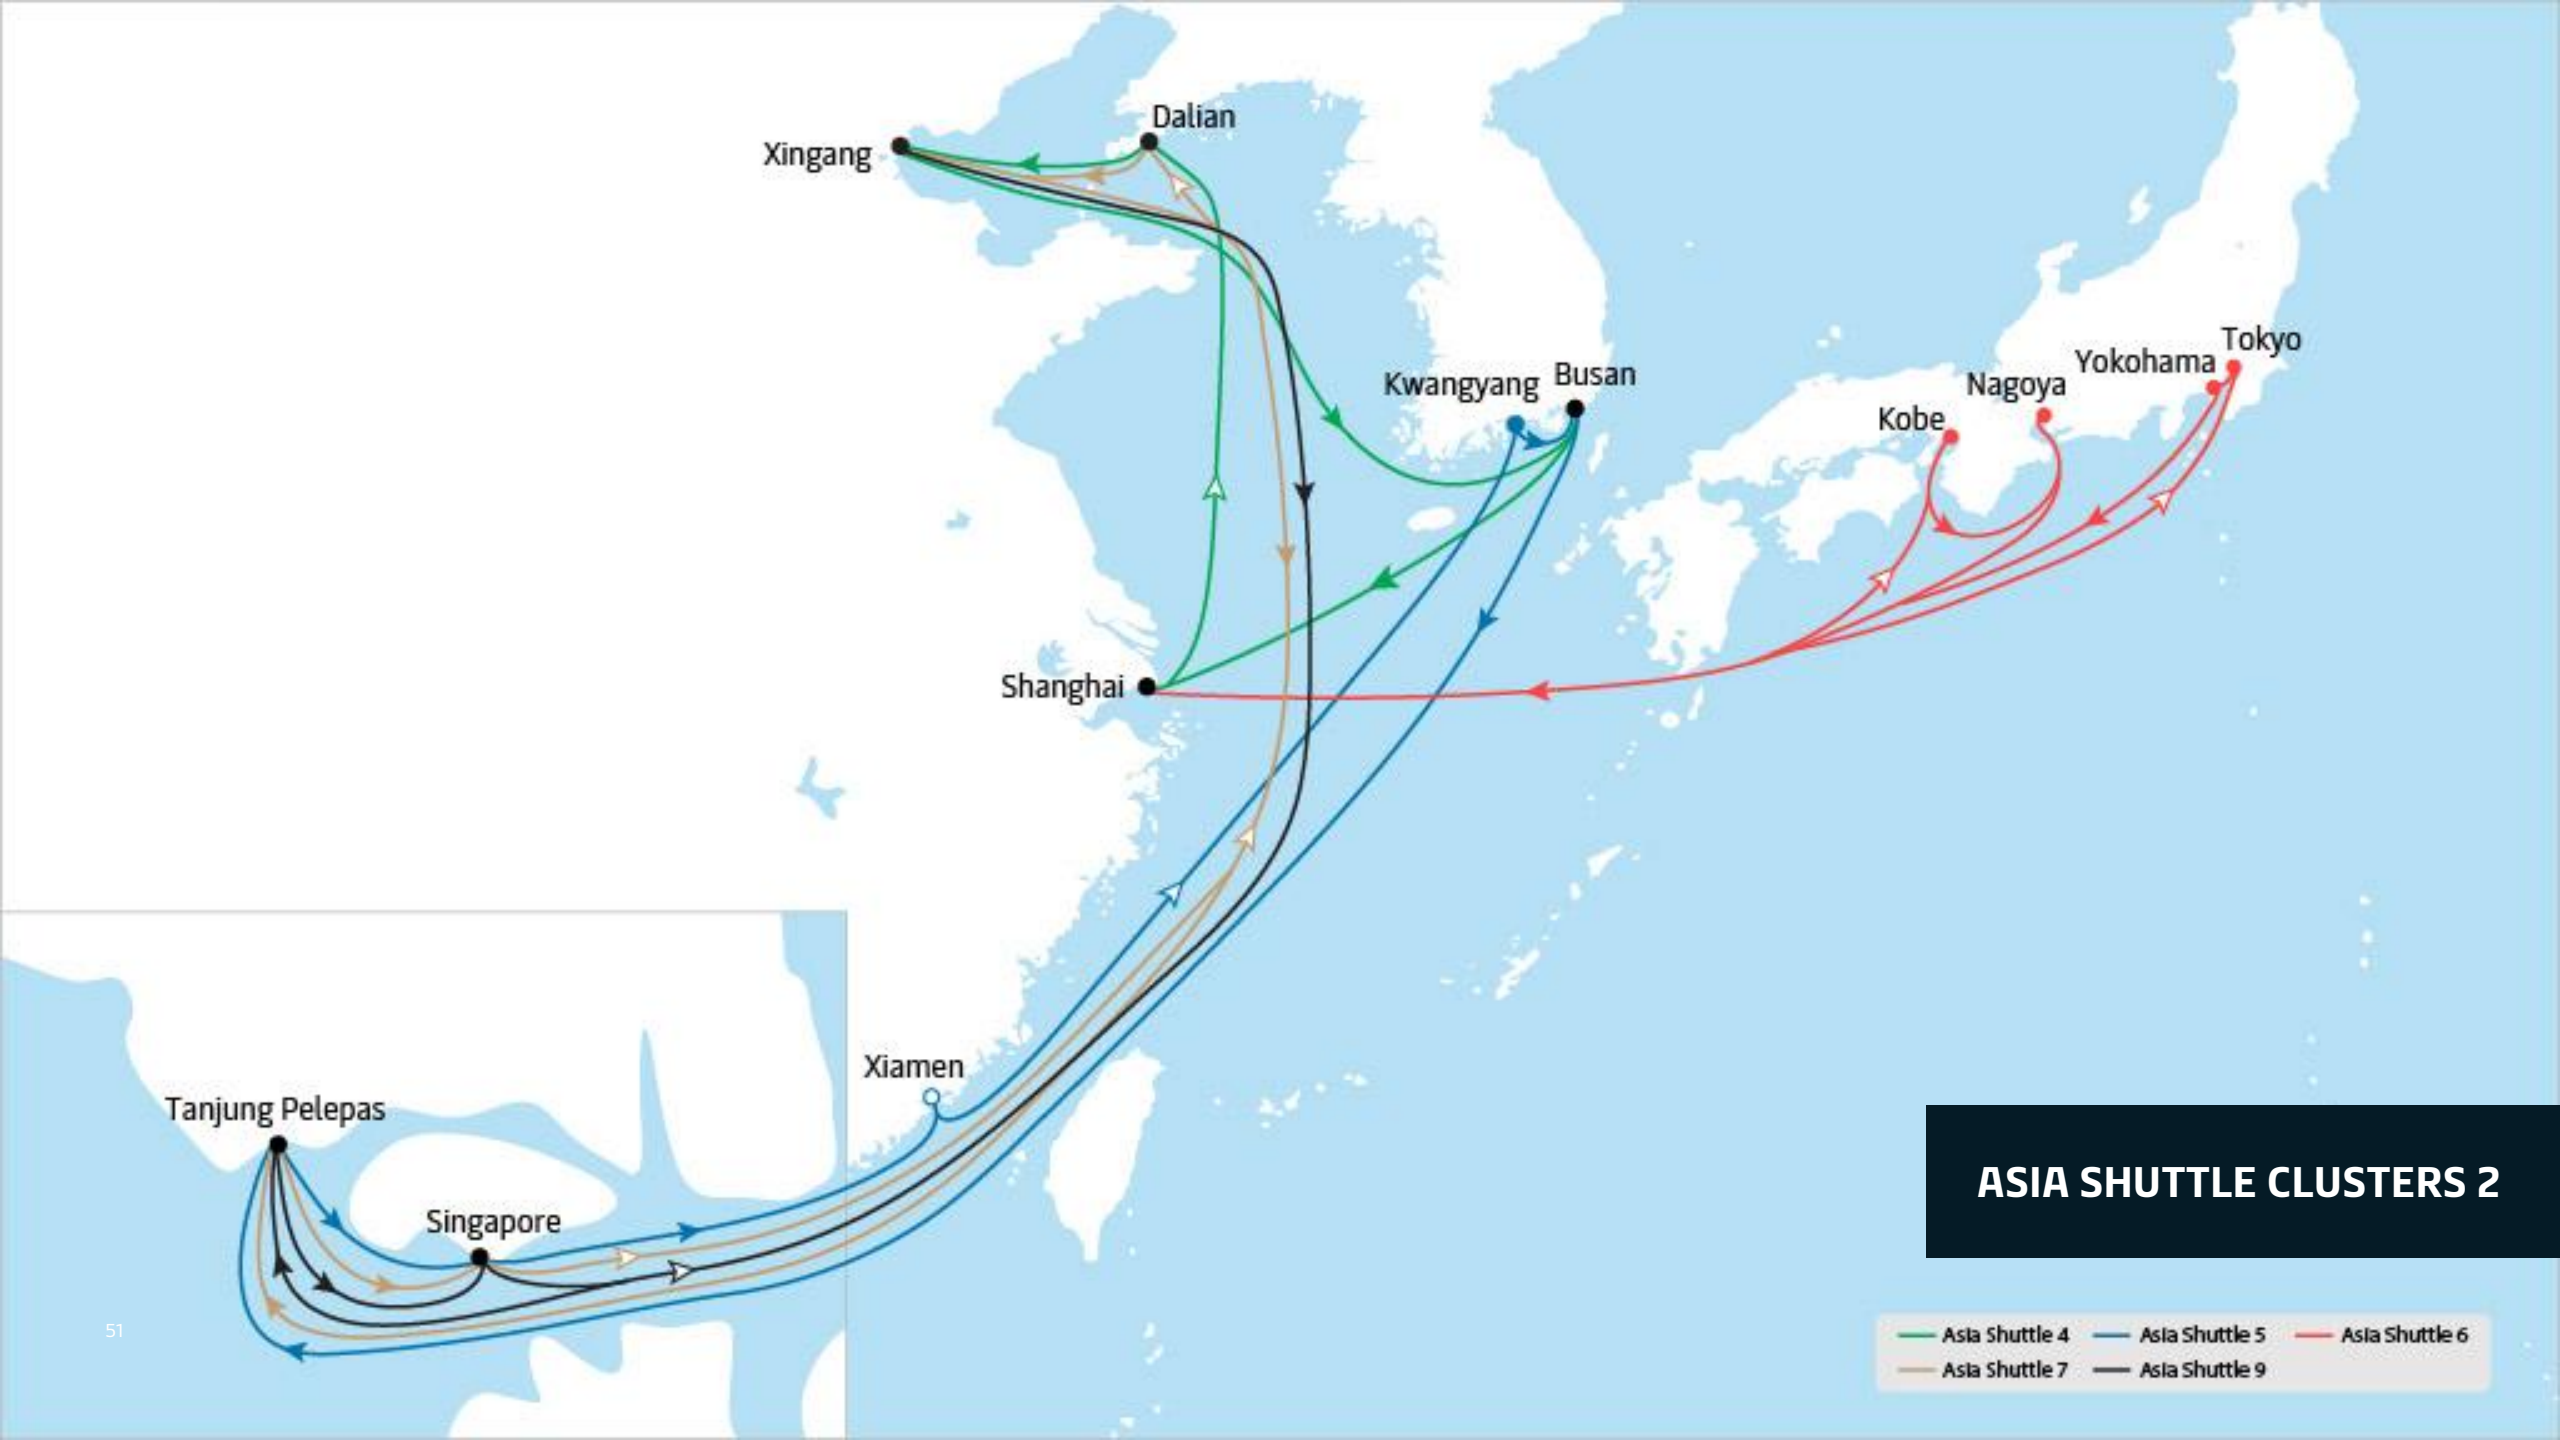 Dalian
Xingang
Tokyo
Yokohama
Busan
Kwangyang
Nagoya
Kobe
Shanghai
Xiamen
Tanjung Pelepas
Singapore
ASIA SHUTTLE CLUSTERS 2
51
Asia Shuttle 4 Asia Shuttle 5 Asia Shuttle 6
Asia Shuttle 7 Asia Shuttle 9